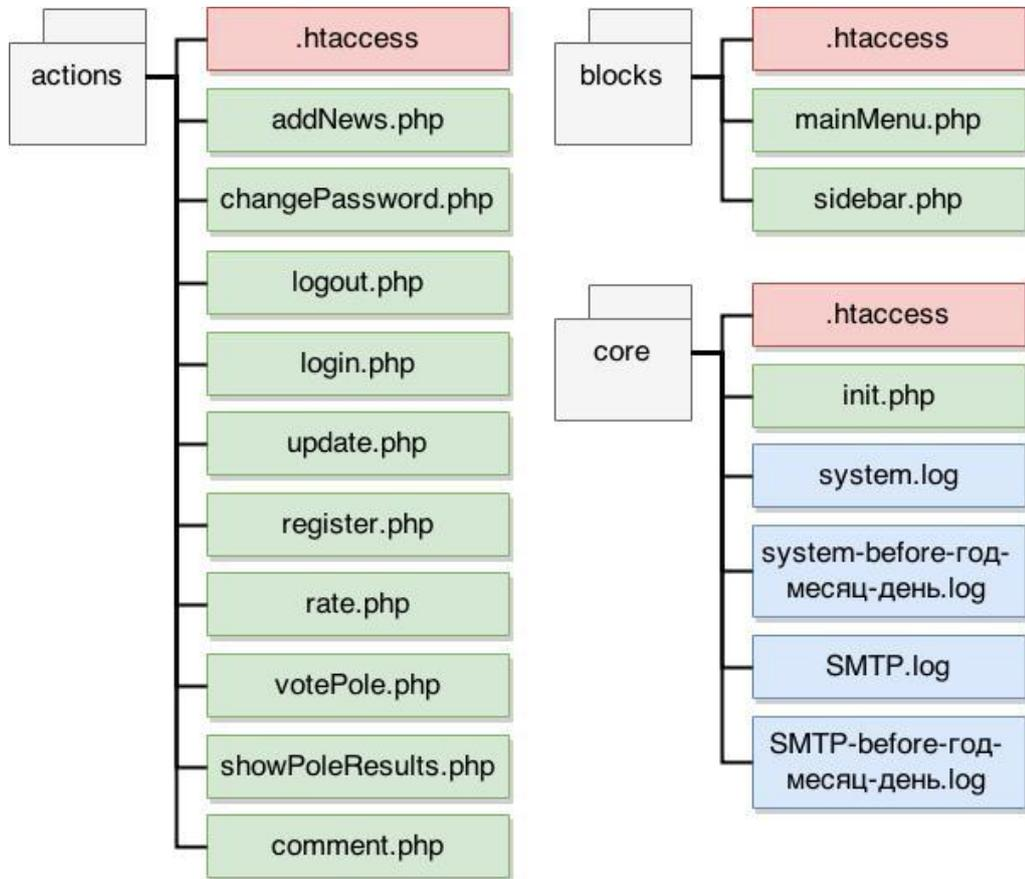 actions
.htaccess
addNews.php
changePassword.php
logout.php
login.php
update.php
register.php
rate.php
votePole.php
showPoleResults.php
comment.php
blocks
.htaccess
mainMenu.php
sidebar.php
core
.htaccess
init.php
system.log
system-before-год-
месяц-день.log
SMTP.log
SMTP-before-год-
месяц-день.log